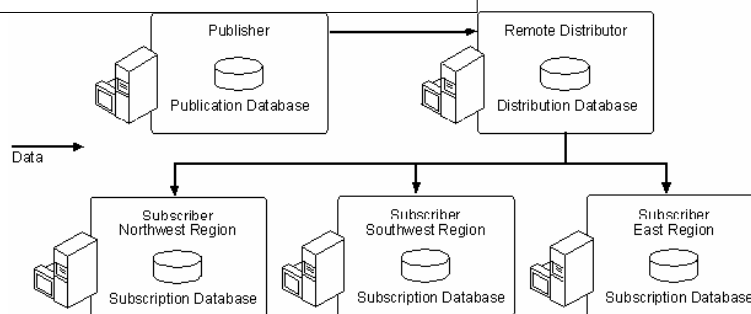 Publisher
Publication Database
Remote Distributor
Distribution Database
Data
Subscriber
Northwest Region
Subscription Database
Subscriber
Southwest Region
Subscription Database
Subscriber
East Region
Subscription Database